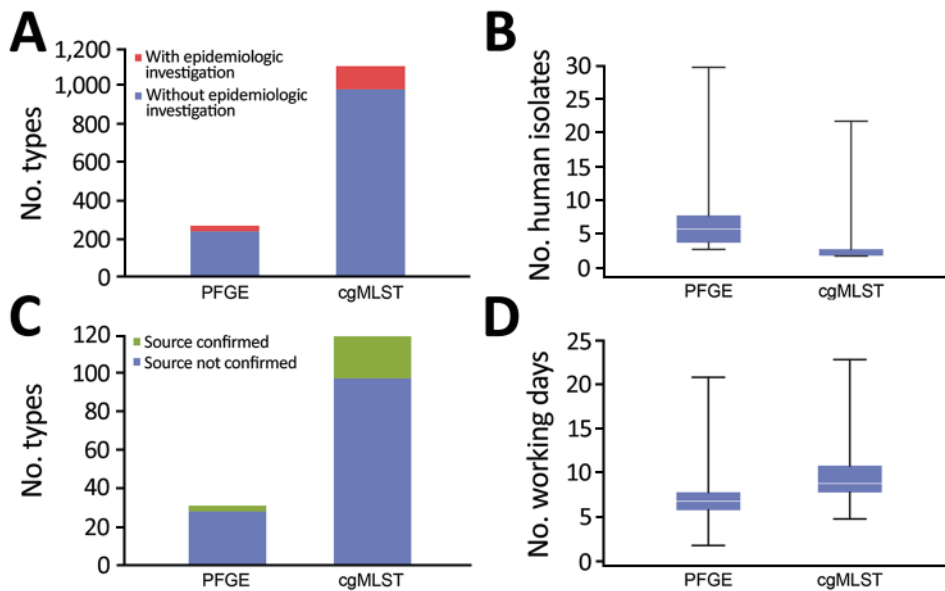 A
No. types
1,200
1,000
800
600
400
200
0
With epidemiologic
investigation
Without epidemiologic
investigation
PFGE
cgMLST
B
No. human isolates
30
25
20
15
10
5
0
PFGE
cgMLST
C
No. types
120
100
80
60
40
20
0
Source confirmed
Source not confirmed
PFGE
cgMLST
D
No. working days
25
20
15
10
5
0
PFGE
cgMLST